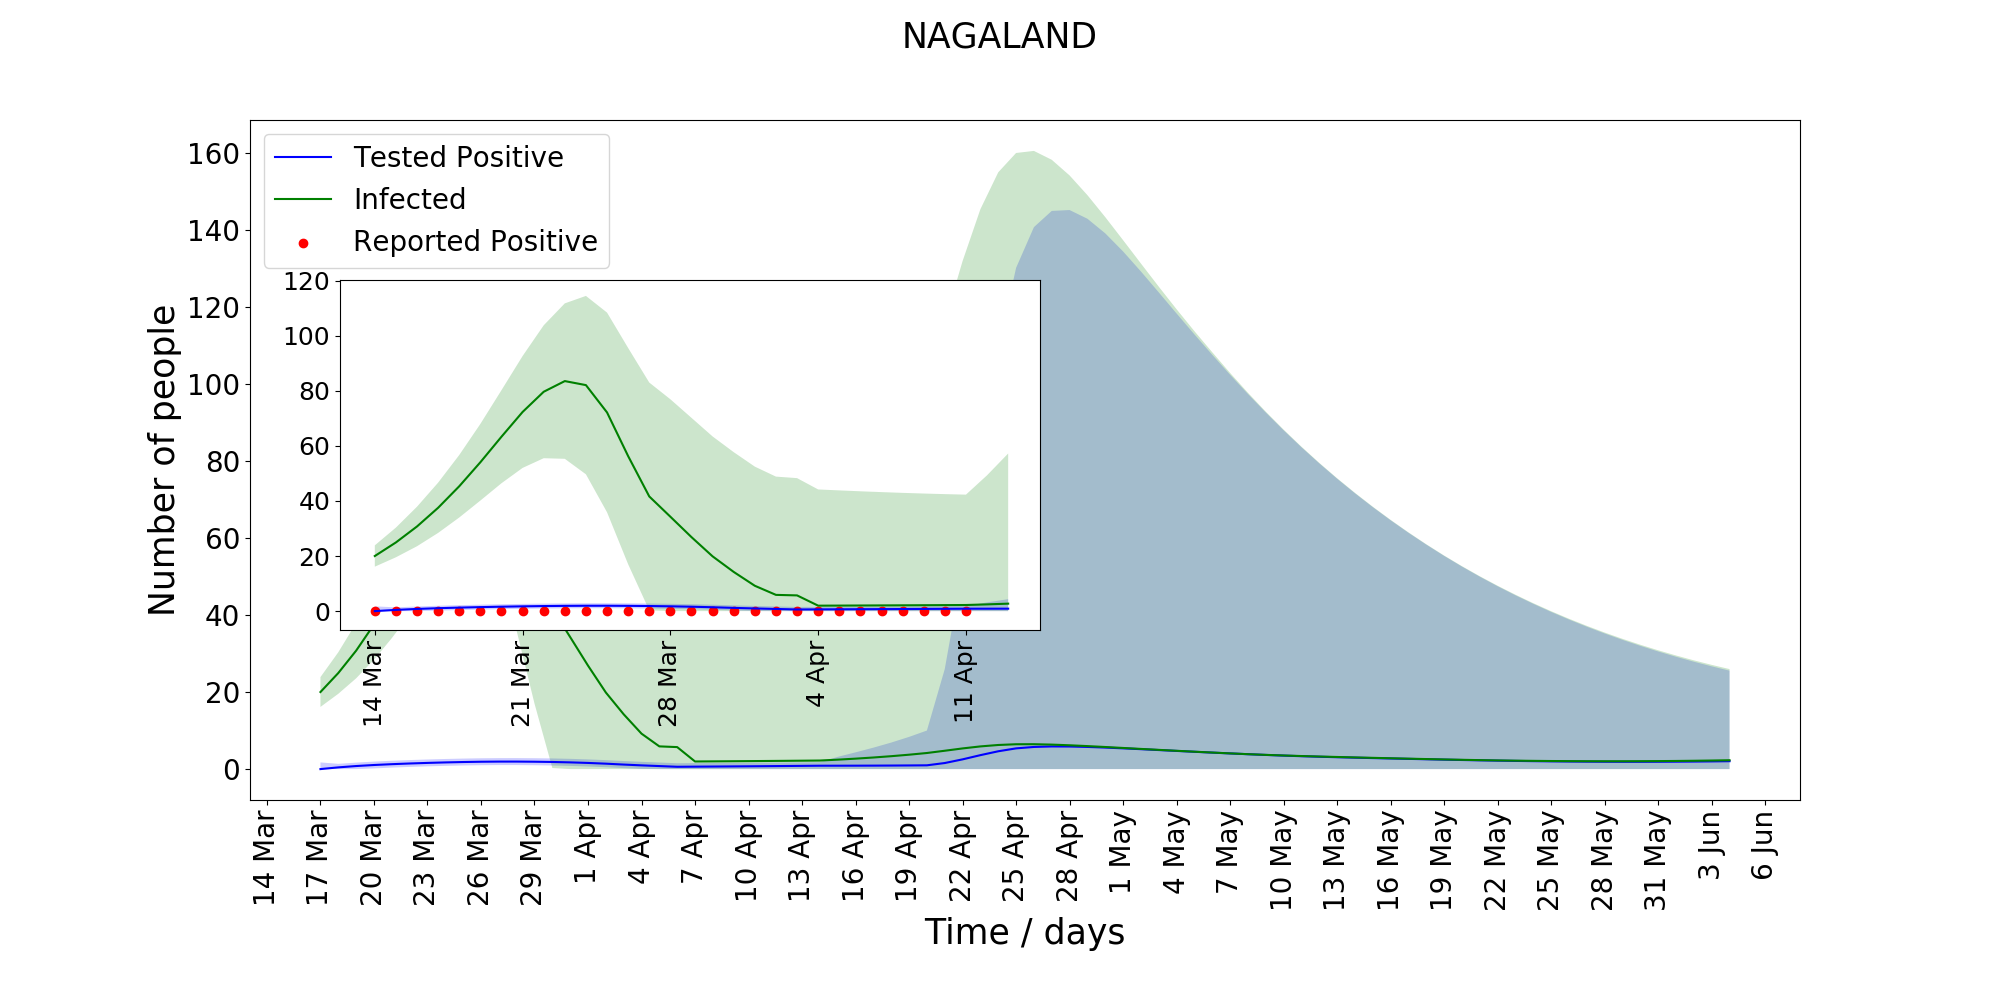 NAGALAND
Tested Positive
Infected
Reported Positive
Number of people
160
140
120
100
80
60
40
20
0
120
100
80
60
40
20
0
14 Mar
21 Mar
28 Mar
4 Apr
11 Apr
14 Mar
17 Mar
20 Mar
23 Mar
26 Mar
29 Mar
1 Apr
4 Apr
7 Apr
10 Apr
13 Apr
16 Apr
19 Apr
22 Apr
25 Apr
28 Apr
1 May
4 May
7 May
10 May
13 May
16 May
19 May
22 May
25 May
28 May
31 May
3 Jun
6 Jun
Time / days